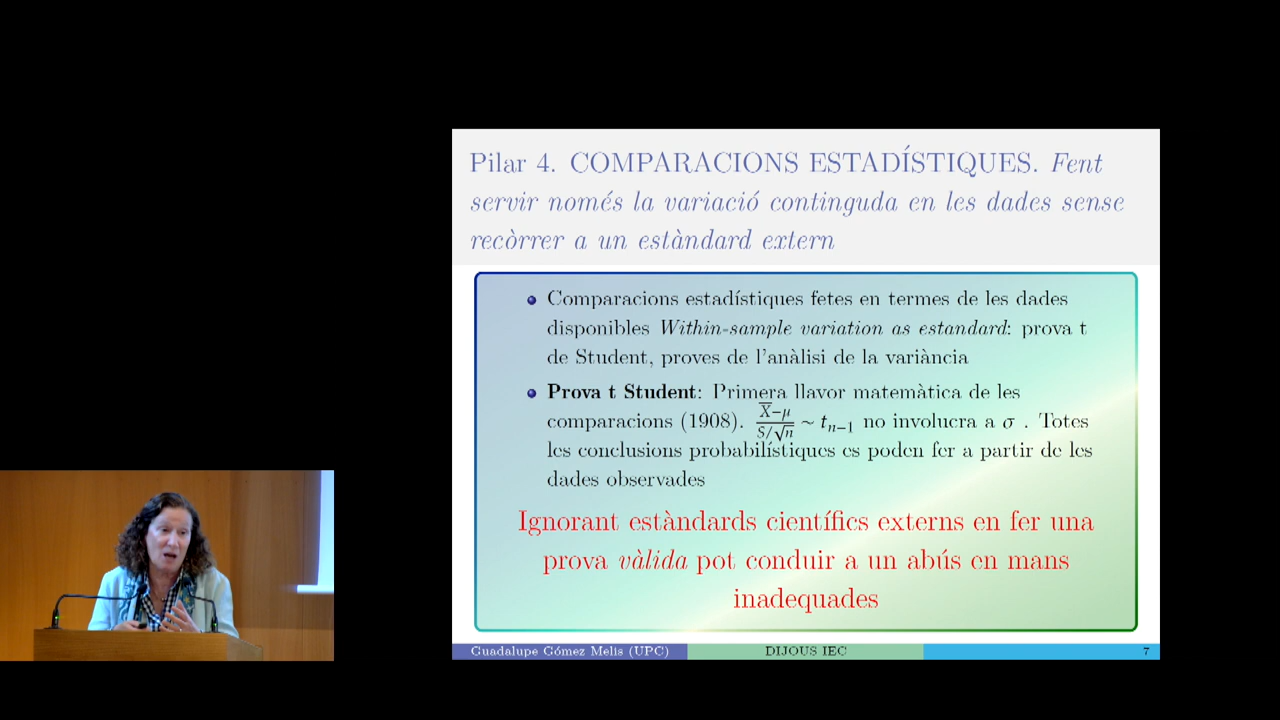 Pilar 4. COMPARACIONS ESTADÍSTIQUES. Fent
servir només la variació continguda en les dades sense
recòrrer a un estàndard extern
Comparacions estadístiques fetes en termes de les dades
disponibles Within-sample variation as estandard: prova t
de Student, proves de l'anàlisi de la variància
Prova t Student: Primera llavor matemàtica de les
comparacions (1908). \frac{\overline{X}-μ}{S/\sqrt{n}} ~ t_{n−1} no involucra a σ . Totes
les conclusions probabilístiques es poden fer a partir de les
dades observades
Ignorant estàndards científics externs en fer una
prova vàlida pot conduir a un abús en mans
inadequades
Guadalupe Gómez Melis (UPC) DIJOUS IEC 7